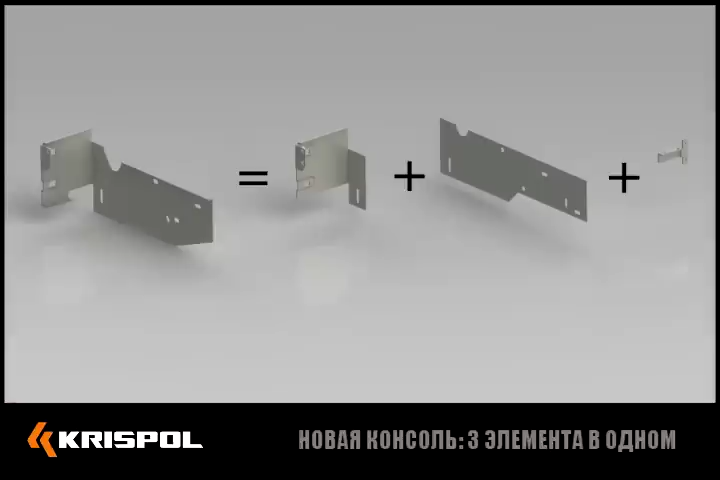 = + +
KRISPOL
НОВАЯ КОНСОЛЬ: 3 ЭЛЕМЕНТА В ОДНОМ